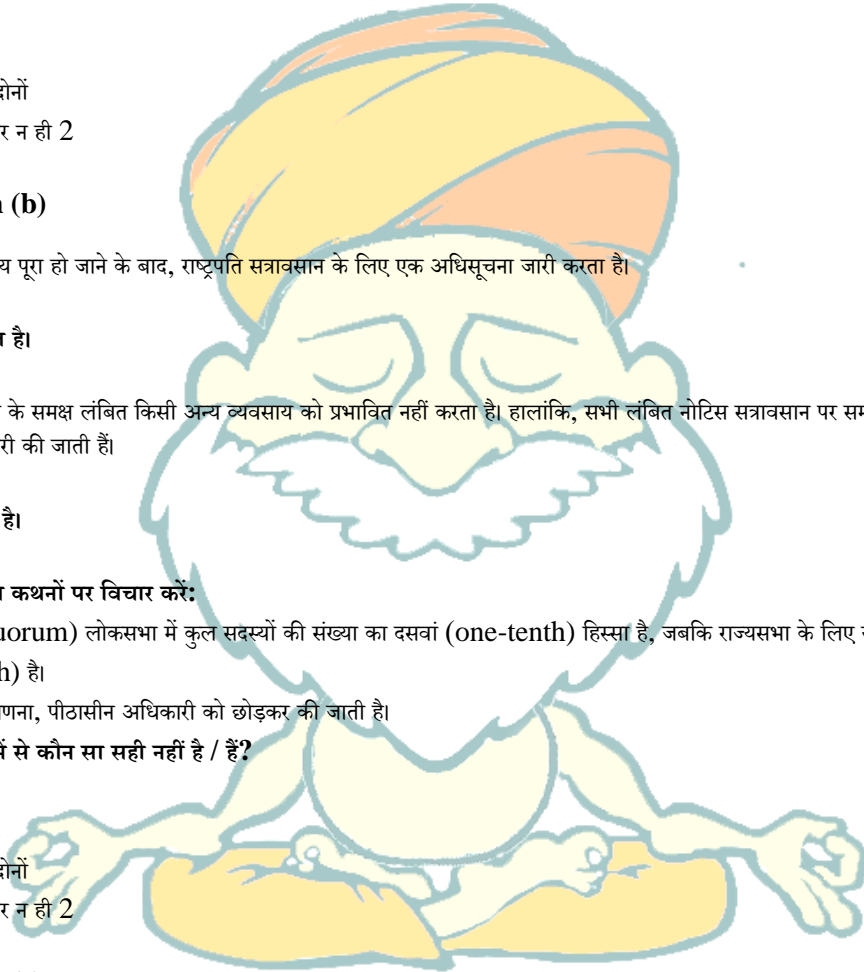 दोनों
र न ही 2
(b)
य पूरा हो जाने के बाद, राष्ट्रपति सत्रावसान के लिए एक अधिसूचना जारी करता है।
है।
के समक्ष लंबित किसी अन्य व्यवसाय को प्रभावित नहीं करता है। हालांकि, सभी लंबित नोटिस सत्रावसान पर सम
री की जाती हैं।
है।
कथनों पर विचार करें:
uorum) लोकसभा में कुल सदस्यों की संख्या का दसवां (one-tenth) हिस्सा है, जबकि राज्यसभा के लिए
h) है।
णना, पीठासीन अधिकारी को छोड़कर की जाती है।
में से कौन सा सही नहीं है / हैं?
दोनों
र न ही 2